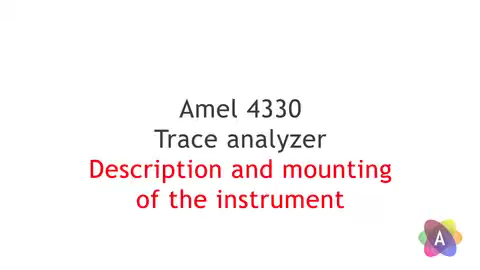 Amel 4330
Trace analyzer
Description and mounting
of the instrument
A